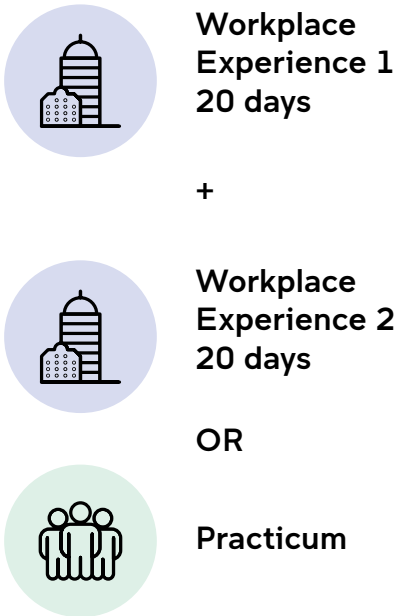 Workplace
Experience 1
20 days
+
Workplace
Experience 2
20 days
OR
Practicum